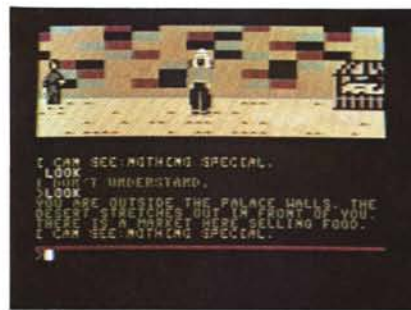 I CAN SEE NOTHING SPECIAL.
LOOK
I DON'T UNDERSTAND.
>LOOK
YOU ARE OUTSIDE THE PALACE WALLS. THE
DESERT STRETCHES OUT IN FRONT OF YOU.
THERE IS A MARKET HERE SELLING FOOD.
I CAN SEE NOTHING SPECIAL.
>